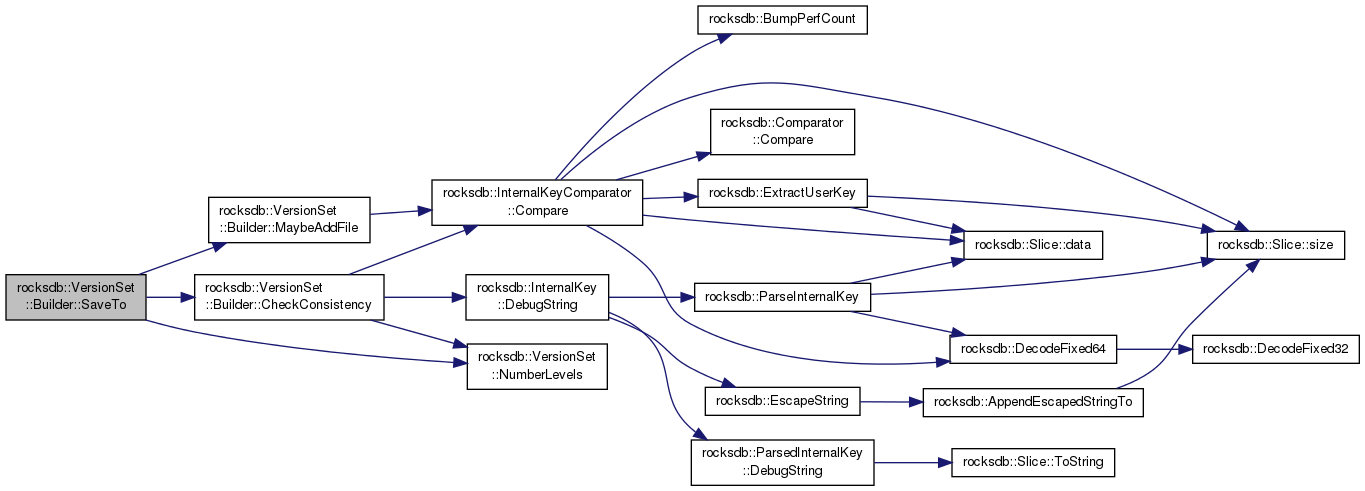 rocksdb::VersionSet
::Builder::SaveTo
rocksdb::VersionSet
::Builder::MaybeAddFile
rocksdb::VersionSet
::Builder::CheckConsistency
rocksdb::InternalKeyComparator
::Compare
rocksdb::InternalKey
::DebugString
rocksdb::VersionSet
::NumberLevels
rocksdb::BumpPerfCount
rocksdb::Comparator
::Compare
rocksdb::ExtractUserKey
rocksdb::ParseInternalKey
rocksdb::EscapeString
rocksdb::ParsedInternalKey
::DebugString
rocksdb::Slice::data
rocksdb::DecodeFixed64
rocksdb::AppendEscapedStringTo
rocksdb::Slice::ToString
rocksdb::Slice::size
rocksdb::DecodeFixed32